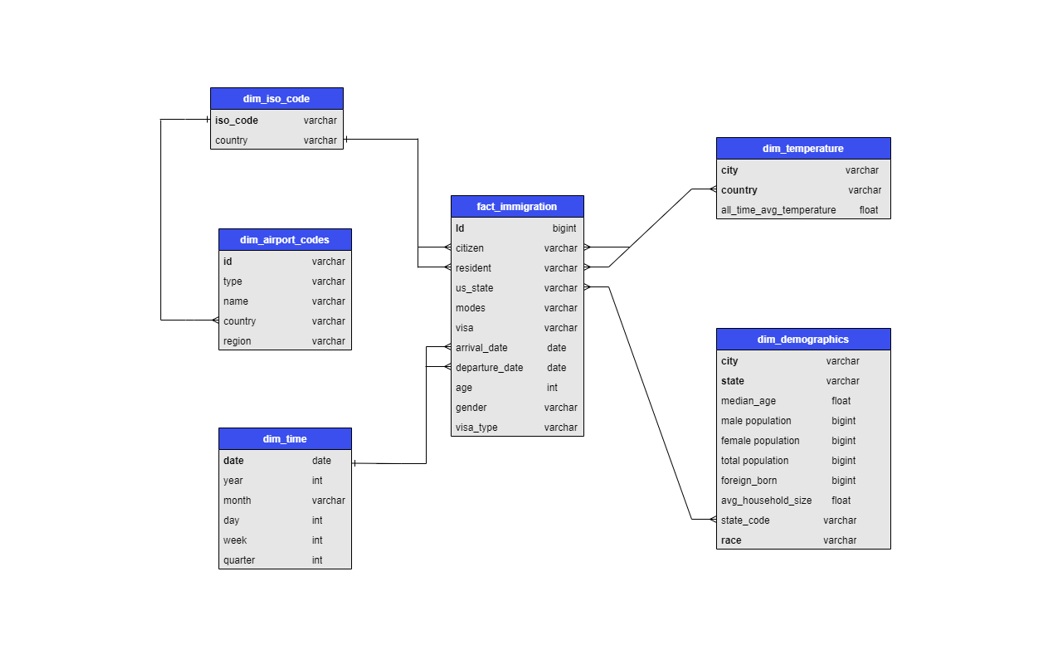 dim_iso_code
iso_code varchar
country varchar
dim_airport_codes
id varchar
type varchar
name varchar
country varchar
region varchar
dim_time
date date
year int
month varchar
day int
week int
quarter int
fact_immigration
Id bigint
citizen varchar
resident varchar
us_state varchar
modes varchar
visa varchar
arrival_date date
departure_date date
age int
gender varchar
visa_type varchar
dim_temperature
city varchar
country varchar
all_time_avg_temperature float
dim_demographics
city varchar
state varchar
median_age float
male population bigint
female population bigint
total population bigint
foreign_born bigint
avg_household_size float
state_code varchar
race varchar